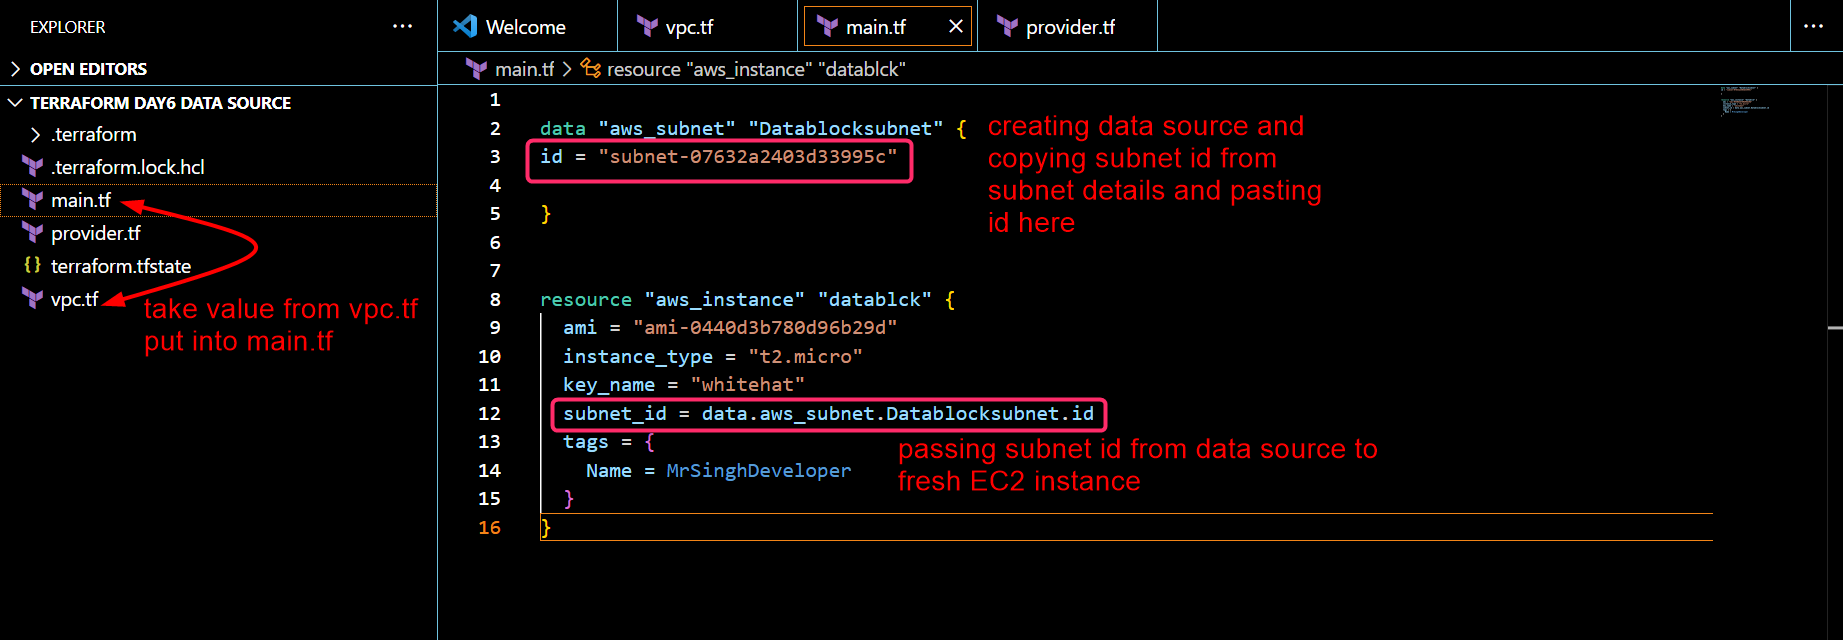 EXPLORER
···
Welcome
vpc.tf
main.tf
provider.tf
···
OPEN EDITORS
TERRAFORM DAY6 DATA SOURCE
.terraform
.terraform.lock.hcl
main.tf
provider.tf
{} terraform.tfstate
vpc.tf
take value from vpc.tf
put into main.tf
main.tf > resource "aws_instance" "datablck"
1
2 data "aws_subnet" "Datablocksubnet" {
3 id = "subnet-07632a2403d33995c"
4
5 }
6
7
8 resource "aws_instance" "datablck" {
9 ami = "ami-0440d3b780d96b29d"
10 instance_type = "t2.micro"
11 key_name = "whitehat"
12 subnet_id = data.aws_subnet.Datablocksubnet.id
13 tags = {
14 Name = MrSinghDeveloper
15 }
16 }
creating data source and
copying subnet id from
subnet details and pasting
id here
passing subnet id from data source to
fresh EC2 instance